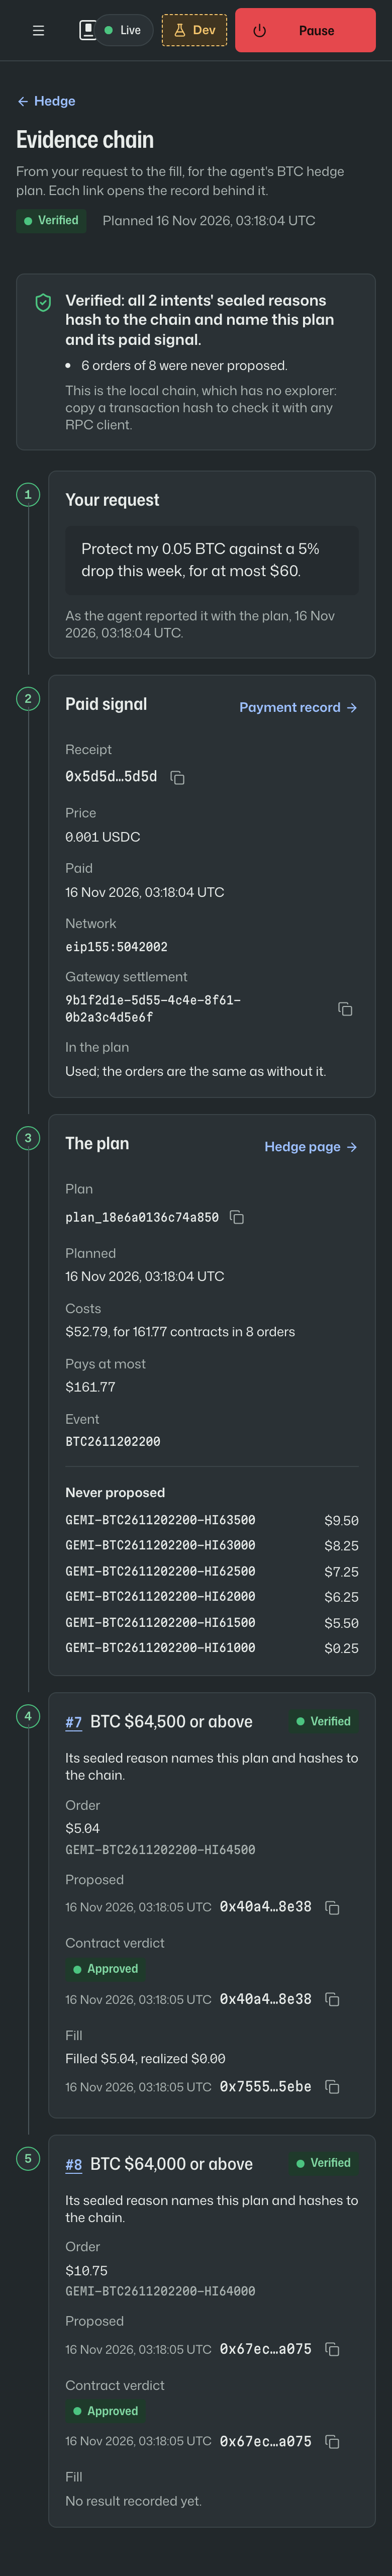 Live
Dev
Pause
Hedge
Evidence chain
From your request to the fill, for the agent's BTC hedge
plan. Each link opens the record behind it.
Verified
Planned 16 Nov 2026, 03:18:04 UTC
Verified: all 2 intents' sealed reasons
hash to the chain and name this plan
and its paid signal.
• 6 orders of 8 were never proposed.
This is the local chain, which has no explorer:
copy a transaction hash to check it with any
RPC client.
1
Your request
Protect my 0.05 BTC against a 5%
drop this week, for at most $60.
As the agent reported it with the plan, 16 Nov
2026, 03:18:04 UTC.
2
Paid signal
Payment record
Receipt
0x5d5d…5d5d
Price
0.001 USDC
Paid
16 Nov 2026, 03:18:04 UTC
Network
eip155:5042002
Gateway settlement
9b1f2d1e-5d55-4c4e-8f61-
0b2a3c4d5e6f
In the plan
Used; the orders are the same as without it.
3
The plan
Hedge page
Plan
plan_18e6a0136c74a850
Planned
16 Nov 2026, 03:18:04 UTC
Costs
$52.79, for 161.77 contracts in 8 orders
Pays at most
$161.77
Event
BTC2611202200
Never proposed
GEMI-BTC2611202200-HI63500 $9.50
GEMI-BTC2611202200-HI63000 $8.25
GEMI-BTC2611202200-HI62500 $7.25
GEMI-BTC2611202200-HI62000 $6.25
GEMI-BTC2611202200-HI61500 $5.50
GEMI-BTC2611202200-HI61000 $0.25
4
#7 BTC $64,500 or above
Verified
Its sealed reason names this plan and hashes to
the chain.
Order
$5.04
GEMI-BTC2611202200-HI64500
Proposed
16 Nov 2026, 03:18:05 UTC 0x40a4…8e38
Contract verdict
Approved
16 Nov 2026, 03:18:05 UTC 0x40a4…8e38
Fill
Filled $5.04, realized $0.00
16 Nov 2026, 03:18:05 UTC 0x7555…5ebe
5
#8 BTC $64,000 or above
Verified
Its sealed reason names this plan and hashes to
the chain.
Order
$10.75
GEMI-BTC2611202200-HI64000
Proposed
16 Nov 2026, 03:18:05 UTC 0x67ec…a075
Contract verdict
Approved
16 Nov 2026, 03:18:05 UTC 0x67ec…a075
Fill
No result recorded yet.